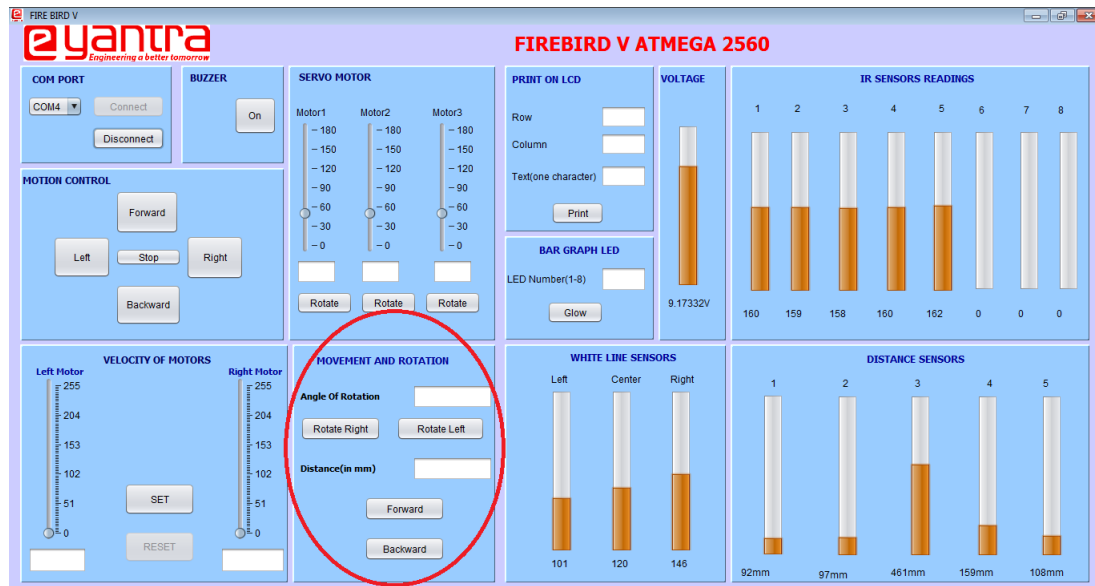 FIRE BIRD V
eyantra
Engineering a better tomorrow
FIREBIRD V ATMEGA 2560
COM PORT
COM4
Connect
Disconnect
BUZZER
On
MOTION CONTROL
Forward
Left
Stop
Right
Backward
SERVO MOTOR
Motor1 Motor2 Motor3
180 180 180
150 150 150
120 120 120
90 90 90
60 60 60
30 30 30
0 0 0
Rotate Rotate Rotate
PRINT ON LCD
Row
Column
Text(one character)
Print
BAR GRAPH LED
LED Number(1-8)
Glow
VOLTAGE
9.17332V
IR SENSORS READINGS
1 2 3 4 5 6 7 8
160 159 158 160 162 0 0 0
VELOCITY OF MOTORS
Left Motor Right Motor
255 255
204 204
153 153
102 102
51 51
0 0
SET
RESET
MOVEMENT AND ROTATION
Angle Of Rotation
Rotate Right Rotate Left
Distance(in mm)
Forward
Backward
WHITE LINE SENSORS
Left Center Right
101 120 146
DISTANCE SENSORS
1 2 3 4 5
92mm 97mm 461mm 159mm 108mm